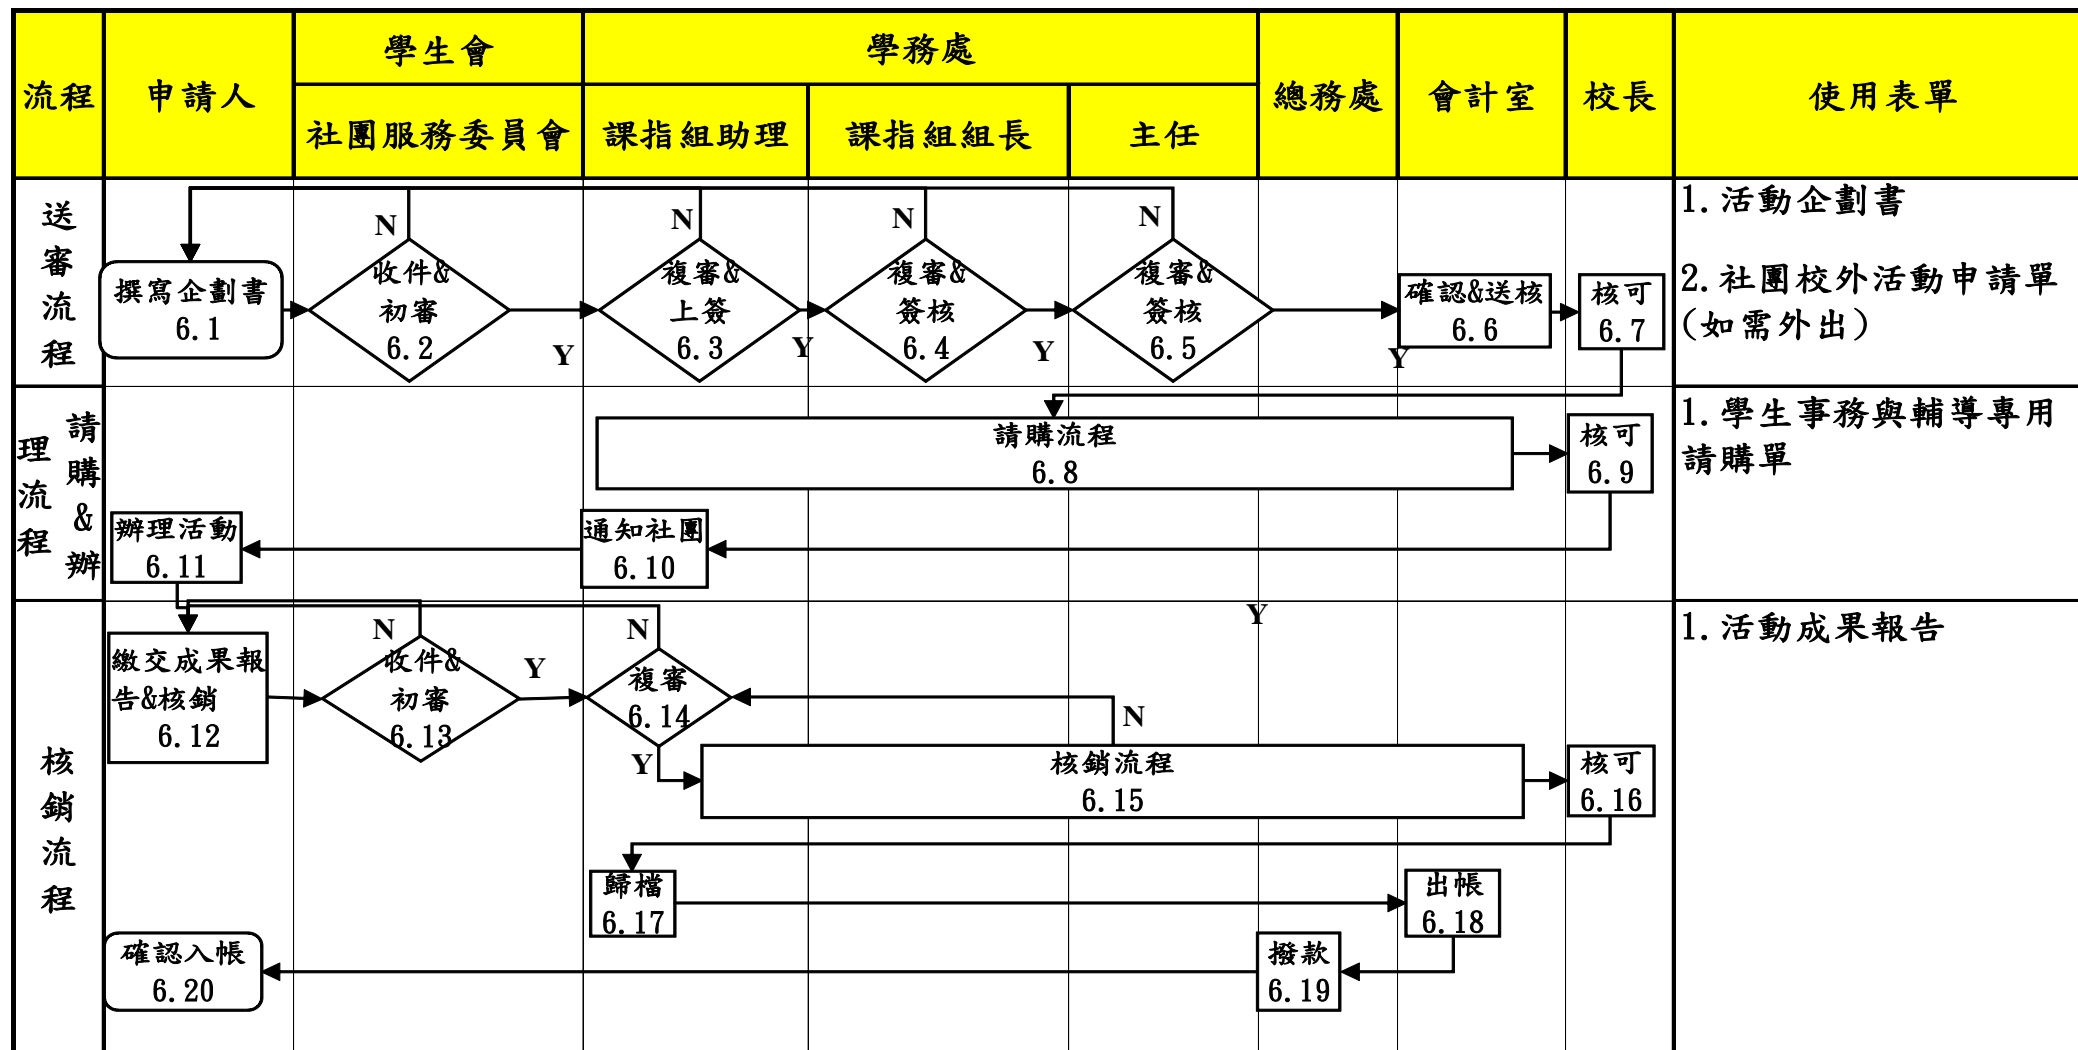 流程
申請人
學生會
社團服務委員會
學務處
課指組助理
課指組組長
主任
總務處
會計室
校長
使用表單
送
審
流
程
N
N
N
N
撰寫企劃書
6.1
收件&
初審
6.2
Y
複審&
上簽
6.3
Y
複審&
簽核
6.4
Y
複審&
簽核
6.5
Y
確認&送核
6.6
核可
6.7
1.活動企劃書
2.社團校外活動申請單
(如需外出)
請
購
&
辦
理
流
程
請購流程
6.8
核可
6.9
通知社團
6.10
辦理活動
6.11
1.學生事務與輔導專用
請購單
核
銷
流
程
Y
N
N
繳交成果報
告&核銷
6.12
收件&
初審
6.13
Y
複審
6.14
N
Y
核銷流程
6.15
核可
6.16
歸檔
6.17
出帳
6.18
撥款
6.19
確認入帳
6.20
1.活動成果報告